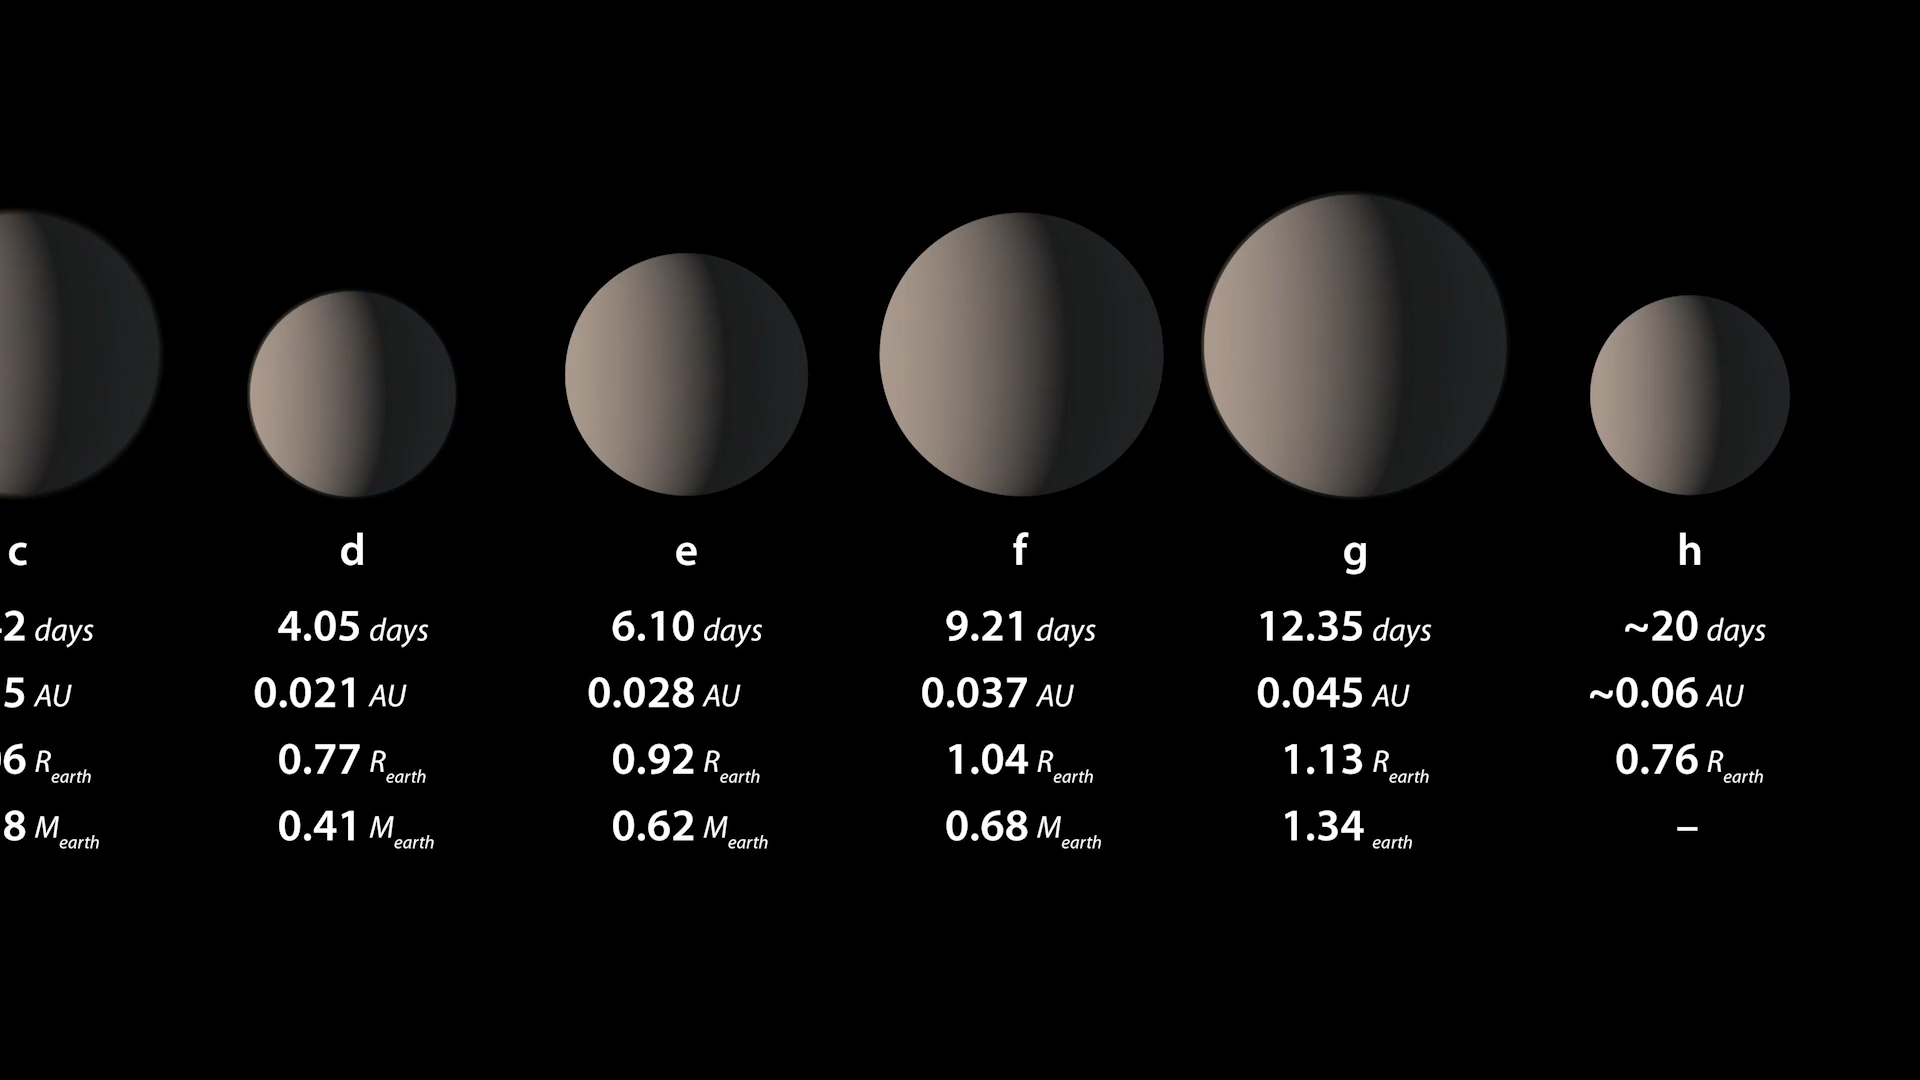 c d e f g h
2 days 4.05 days 6.10 days 9.21 days 12.35 days ~20 days
5 AU 0.021 AU 0.028 AU 0.037 AU 0.045 AU ~0.06 AU
6 Rearth 0.77 Rearth 0.92 Rearth 1.04 Rearth 1.13 Rearth 0.76 Rearth
8 Mearth 0.41 Mearth 0.62 Mearth 0.68 Mearth 1.34 earth –